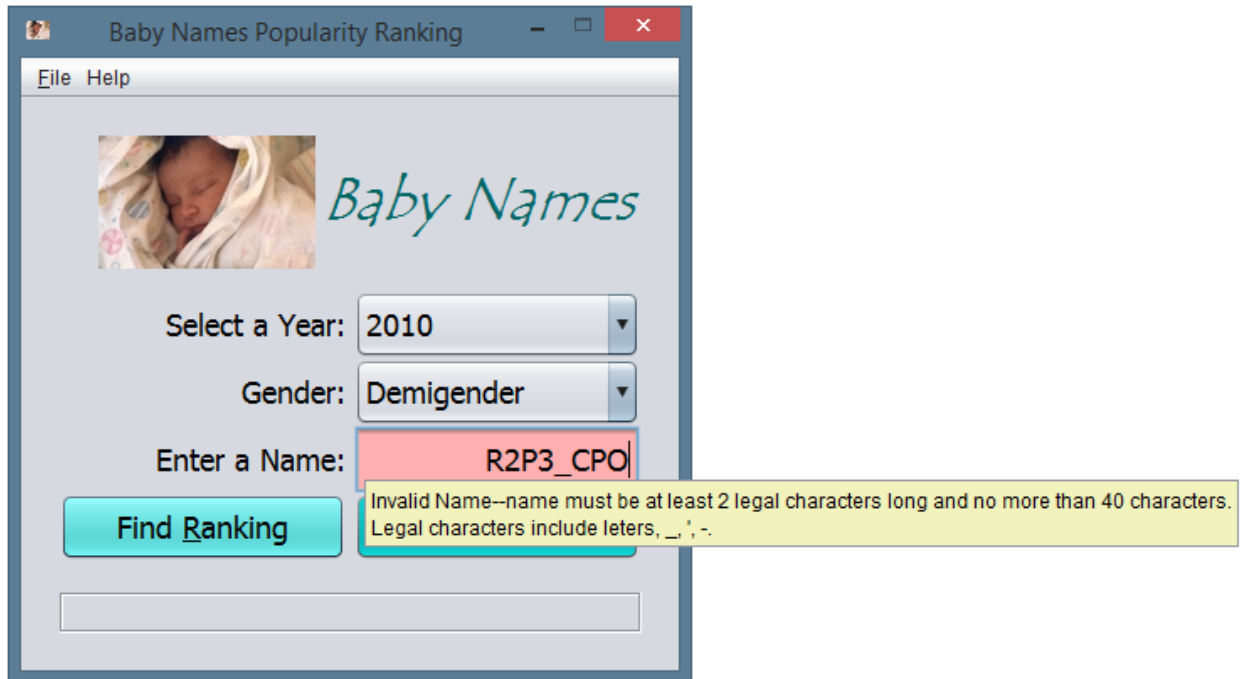 Baby Names Popularity Ranking
File Help
Baby Names
Select a Year: 2010
Gender: Demigender
Enter a Name: R2P3_CPO
Invalid Name--name must be at least 2 legal characters long and no more than 40 characters.
Legal characters include leters, _, ', -.
Find Ranking